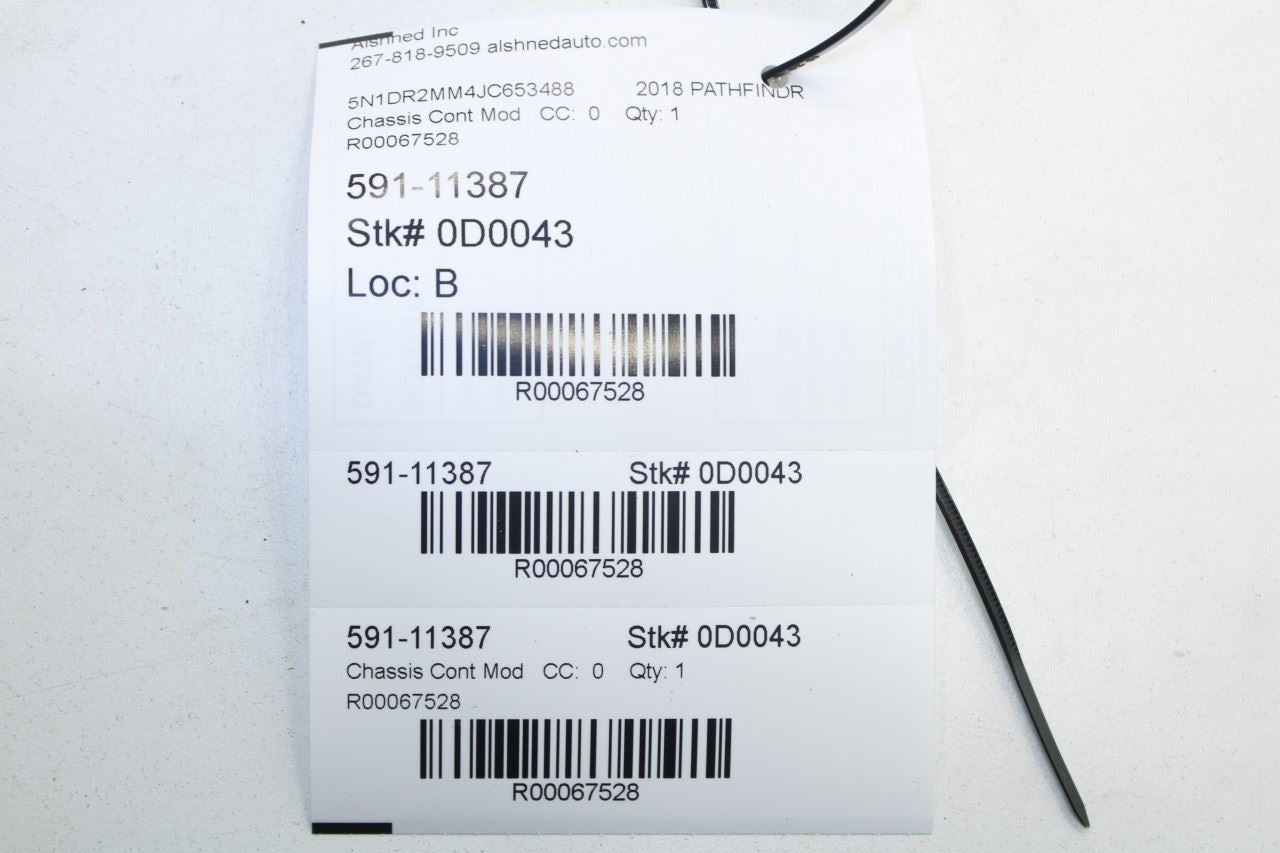 Alshned Inc
267-818-9509 alshnedauto.com
5N1DR2MM4JC653488 2018 PATHFINDR
Chassis Cont Mod CC: 0 Qty: 1
R00067528
591-11387
Stk# 0D0043
Loc: B
R00067528
591-11387 Stk# 0D0043
R00067528
591-11387 Stk# 0D0043
Chassis Cont Mod CC: 0 Qty: 1
R00067528
R00067528